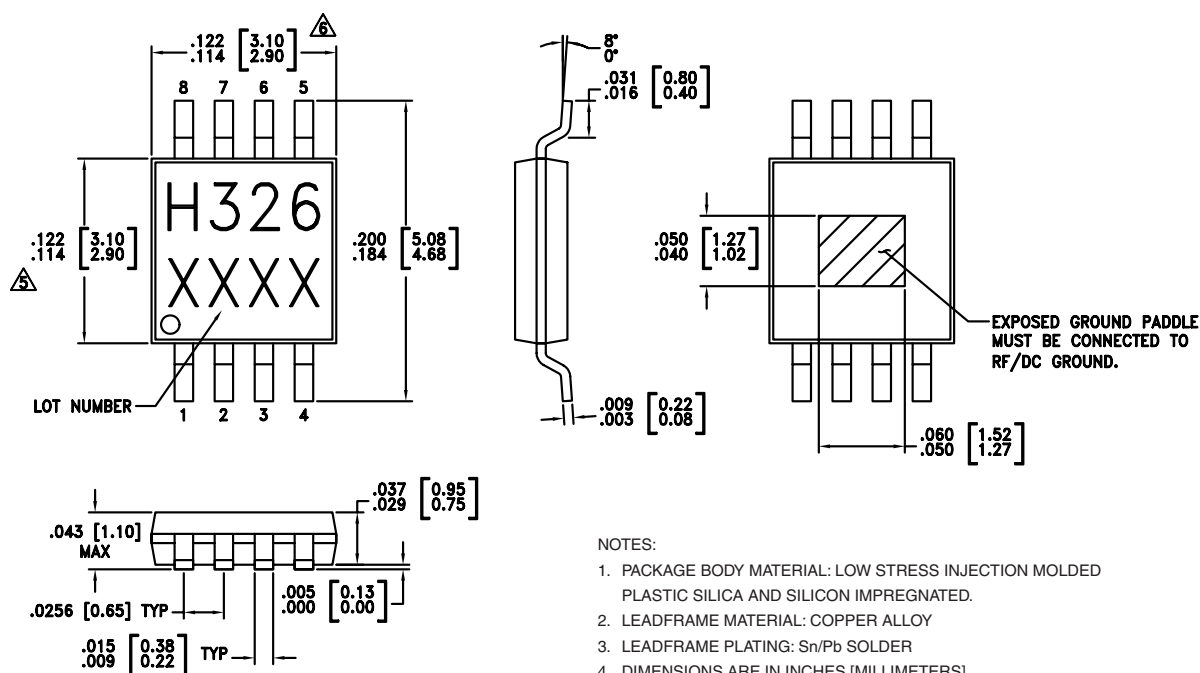 .122 [3.10]
.114 [2.90]
6
8 7 6 5
H326
XXXX
.122 [3.10]
.114 [2.90]
5
.200 [5.08]
.184 [4.68]
LOT NUMBER
1 2 3 4
8°
0°
.031 [0.80]
.016 [0.40]
.009 [0.22]
.003 [0.08]
.050 [1.27]
.040 [1.02]
EXPOSED GROUND PADDLE
MUST BE CONNECTED TO
RF/DC GROUND.
.060 [1.52]
.050 [1.27]
.037 [0.95]
.029 [0.75]
.043 [1.10]
MAX
.005 [0.13]
.000 [0.00]
.0256 [0.65] TYP
.015 [0.38]
.009 [0.22]
TYP
NOTES:
1. PACKAGE BODY MATERIAL: LOW STRESS INJECTION MOLDED
PLASTIC SILICA AND SILICON IMPREGNATED.
2. LEADFRAME MATERIAL: COPPER ALLOY
3. LEADFRAME PLATING: Sn/Pb SOLDER
4. DIMENSIONS ARE IN INCHES [MILLIMETERS]